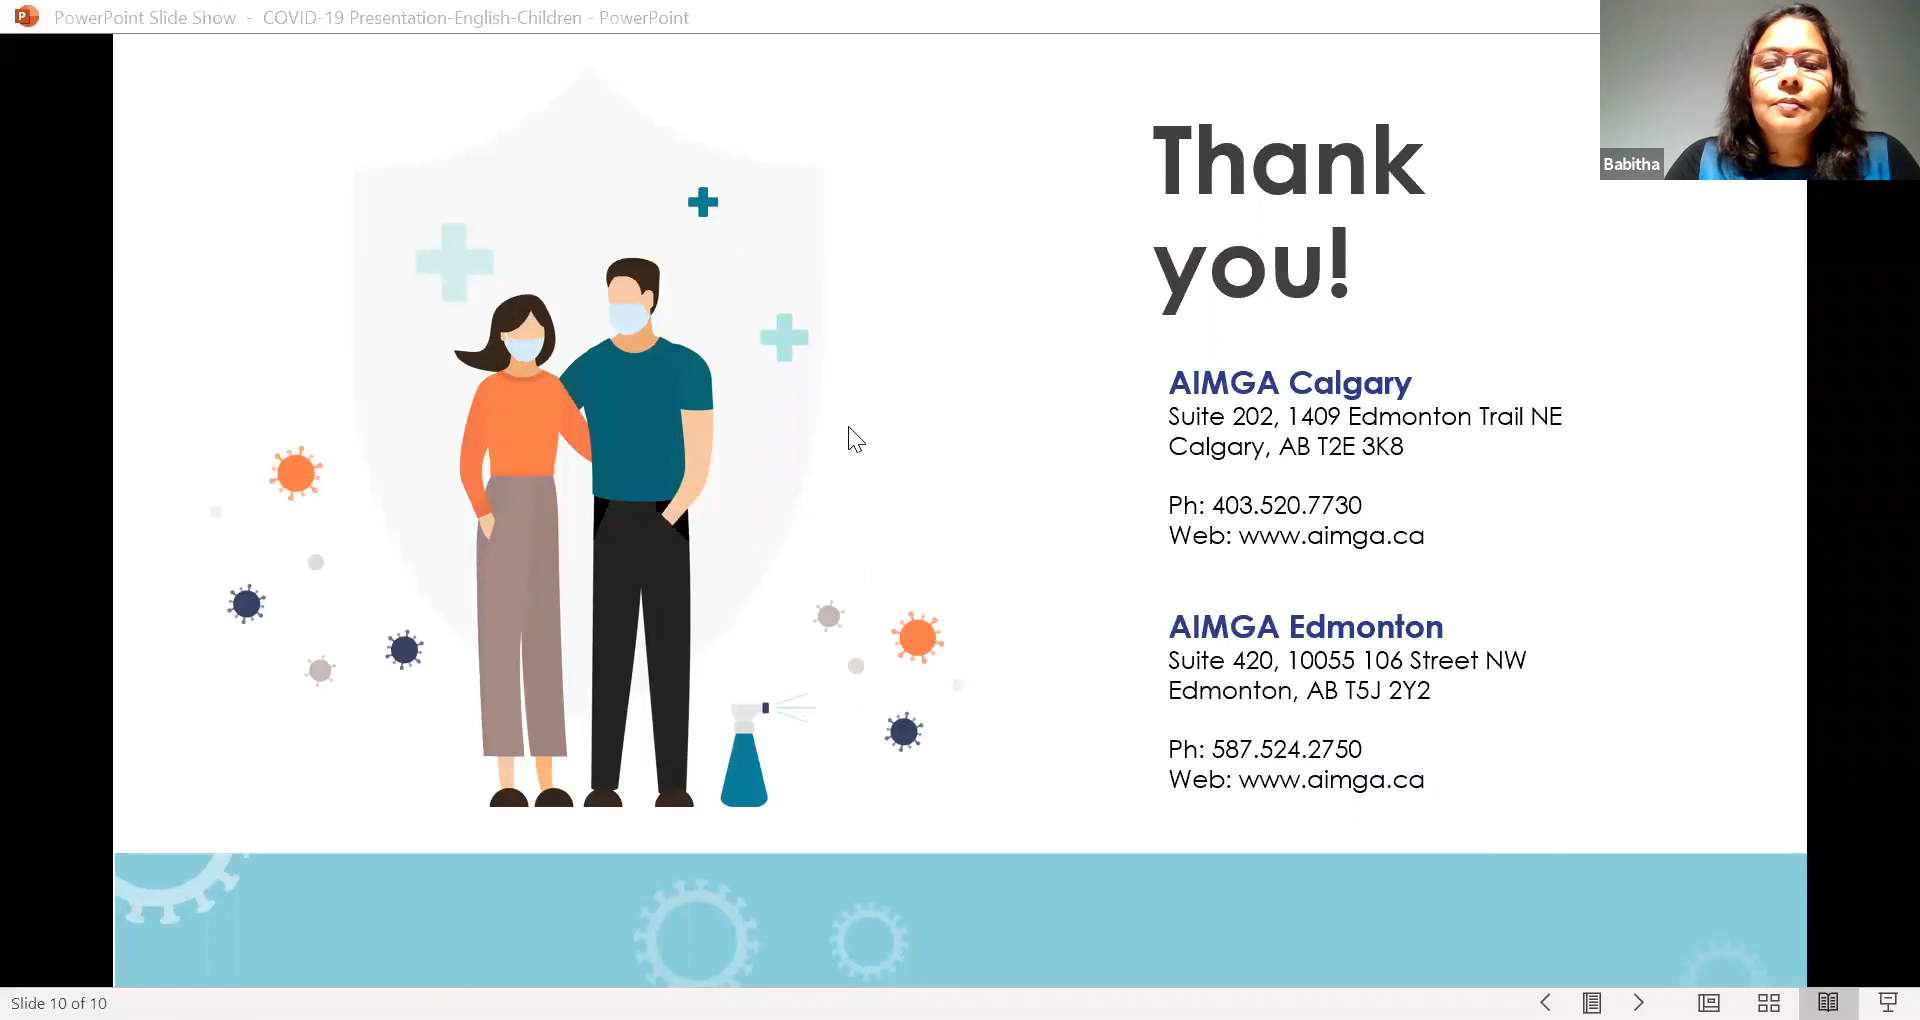 PowerPoint Slide Show - COVID-19 Presentation-English-Children - PowerPoint
Babitha
Thank
you!
AIMGA Calgary
Suite 202, 1409 Edmonton Trail NE
Calgary, AB T2E 3K8
Ph: 403.520.7730
Web: www.aimga.ca
AIMGA Edmonton
Suite 420, 10055 106 Street NW
Edmonton, AB T5J 2Y2
Ph: 587.524.2750
Web: www.aimga.ca
Slide 10 of 10